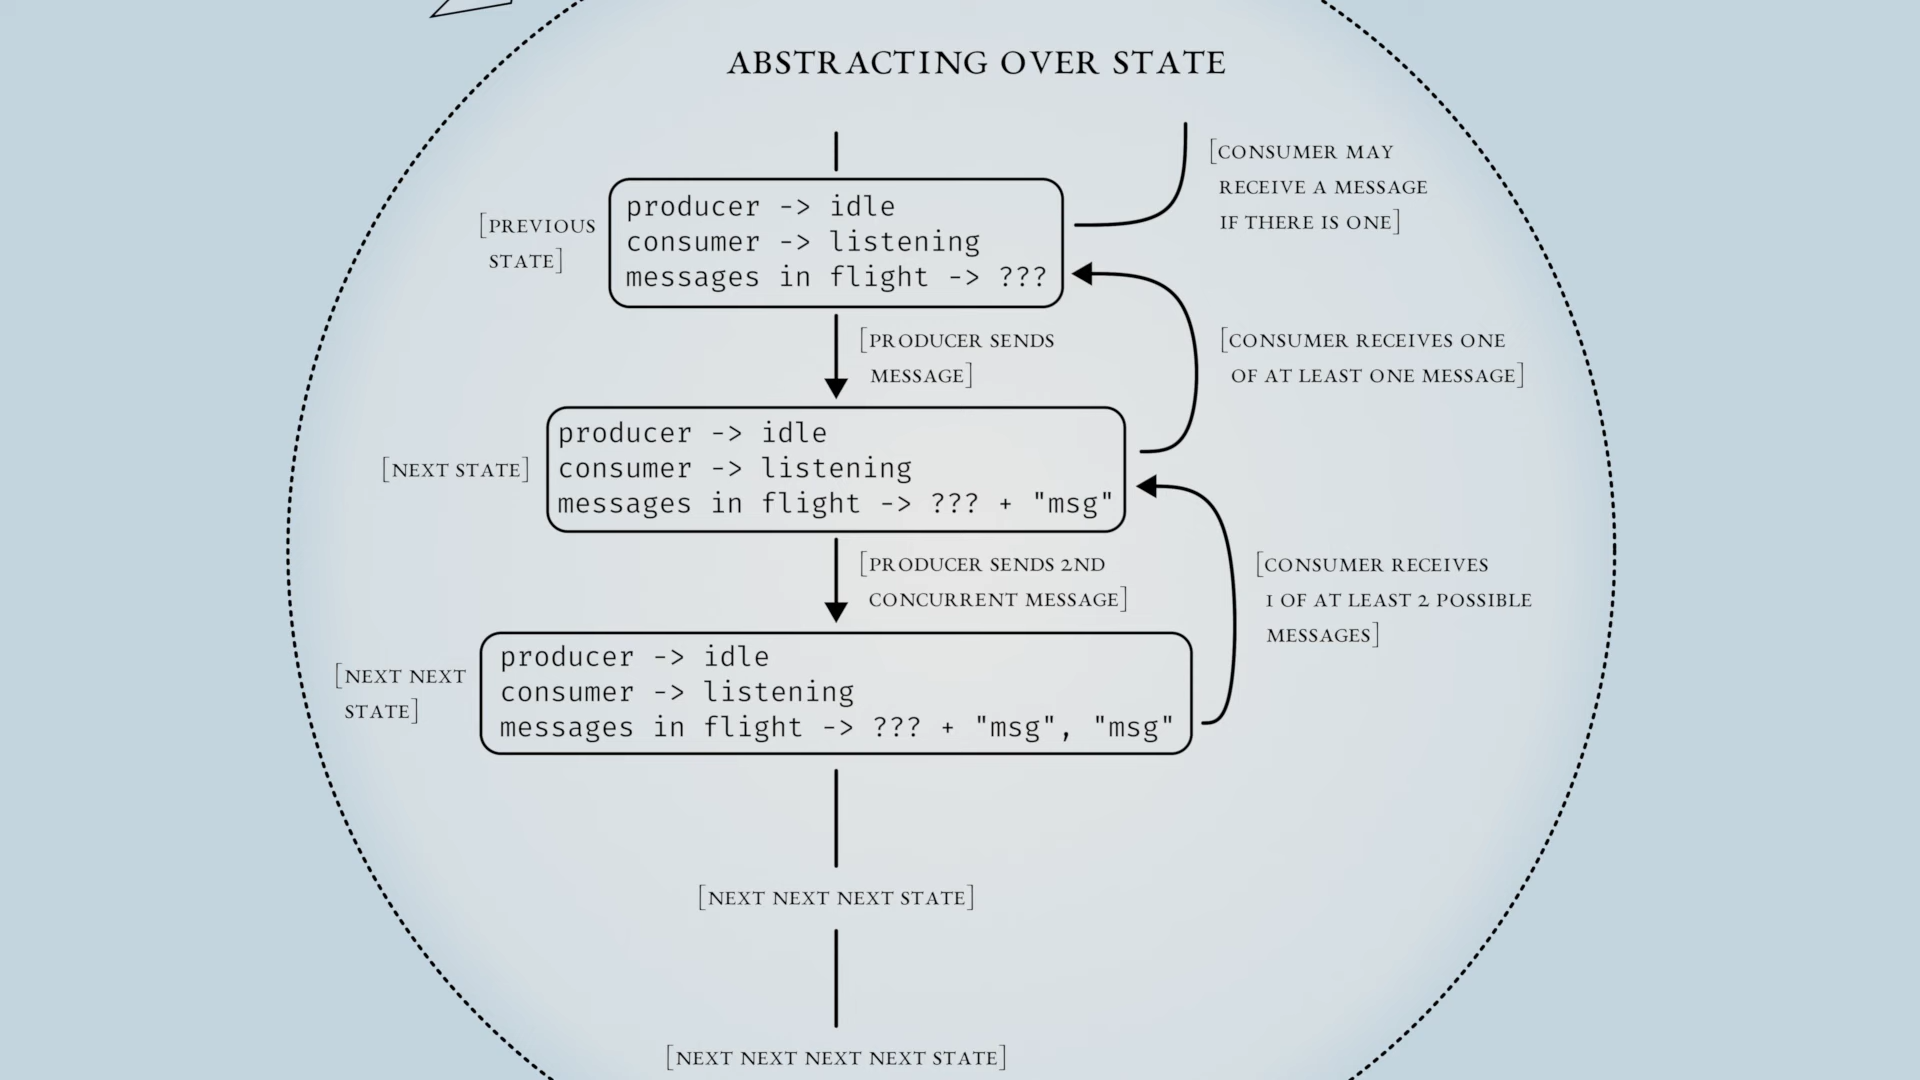 ABSTRACTING OVER STATE
[CONSUMER MAY
RECEIVE A MESSAGE
IF THERE IS ONE]
[PREVIOUS
STATE]
producer -> idle
consumer -> listening
messages in flight -> ???
[PRODUCER SENDS
MESSAGE]
[CONSUMER RECEIVES ONE
OF AT LEAST ONE MESSAGE]
[NEXT STATE]
producer -> idle
consumer -> listening
messages in flight -> ??? + "msg"
[PRODUCER SENDS 2ND
CONCURRENT MESSAGE]
[CONSUMER RECEIVES
1 OF AT LEAST 2 POSSIBLE
MESSAGES]
[NEXT NEXT
STATE]
producer -> idle
consumer -> listening
messages in flight -> ??? + "msg", "msg"
[NEXT NEXT NEXT STATE]
[NEXT NEXT NEXT NEXT STATE]